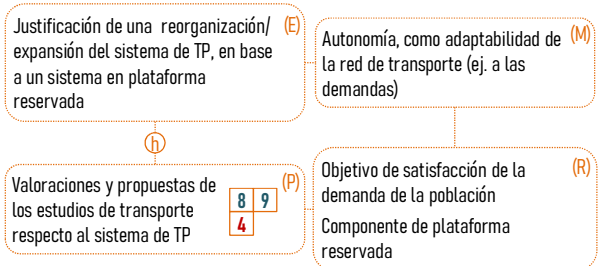 Justificación de una reorganización/ (E)
expansión del sistema de TP, en base
a un sistema en plataforma
reservada
Autonomía, como adaptabilidad de (M)
la red de transporte (ej. a las
demandas)
h
Valoraciones y propuestas de (P)
los estudios de transporte
respecto al sistema de TP
8 9
4
Objetivo de satisfacción de la (R)
demanda de la población
Componente de plataforma
reservada